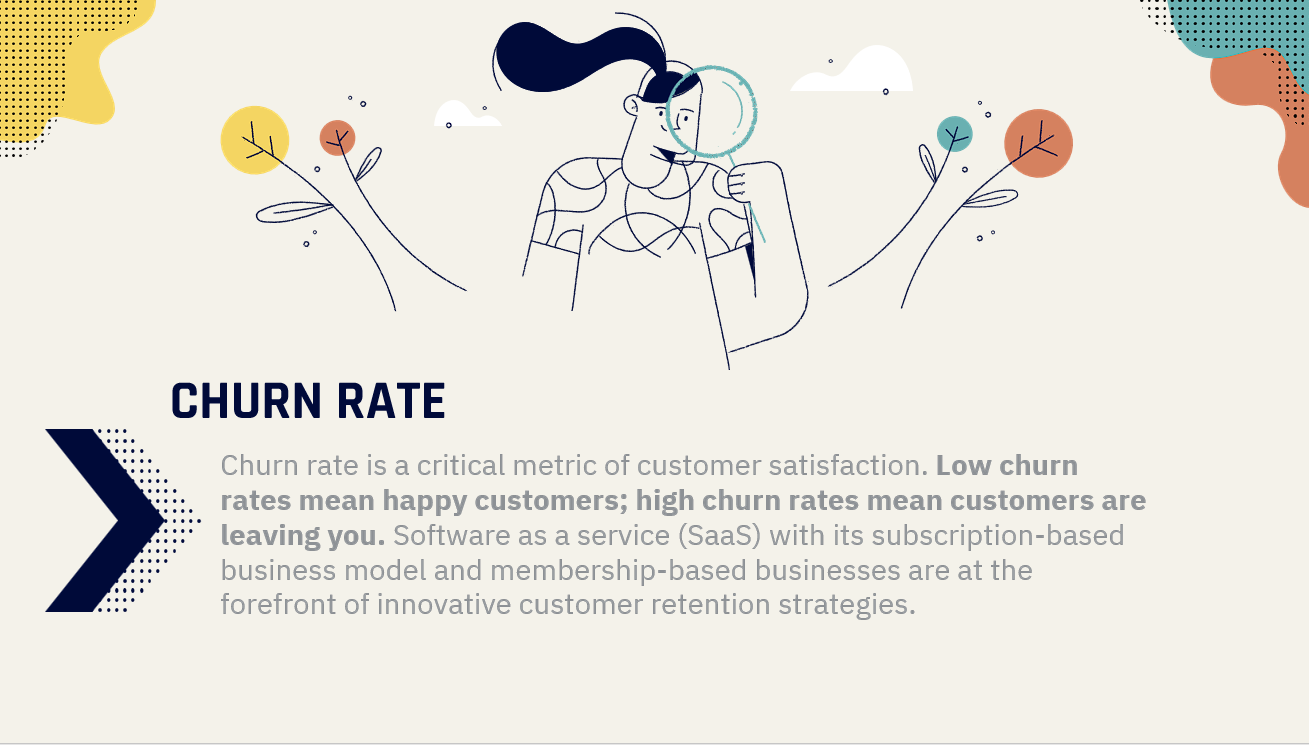 CHURN RATE
Churn rate is a critical metric of customer satisfaction. Low churn
rates mean happy customers; high churn rates mean customers are
leaving you. Software as a service (SaaS) with its subscription-based
business model and membership-based businesses are at the
forefront of innovative customer retention strategies.